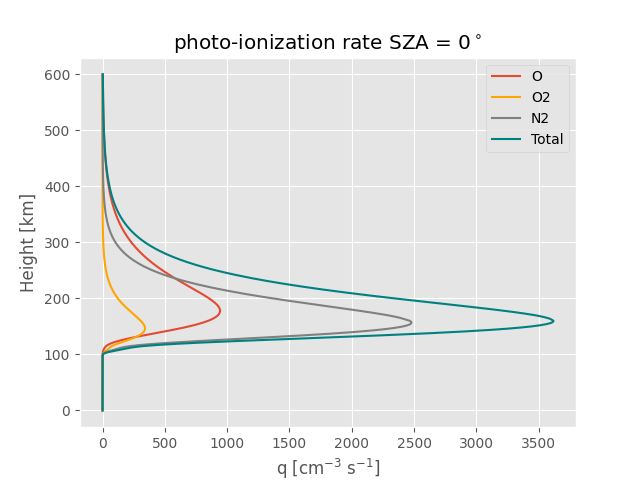 photo-ionization rate SZA = 0°
O
O2
N2
Total
600
500
400
300
200
100
0
Height [km]
0 500 1000 1500 2000 2500 3000 3500
q [cm⁻³ s⁻¹]